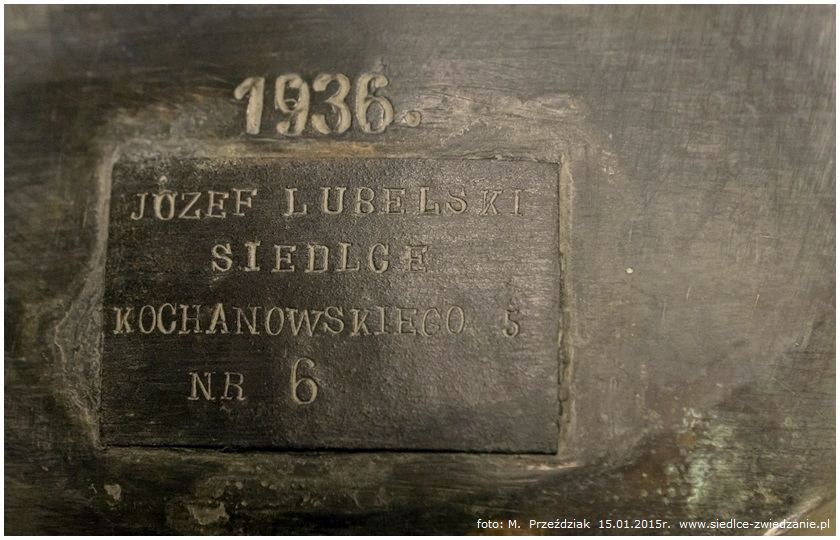 1936.
JÓZEF LUBELSKI
SIEDLCE
KOCHANOWSKIEGO 5
NR 6
foto: M. Przeździak 15.01.2015r. www.siedlce-zwiedzanie.pl